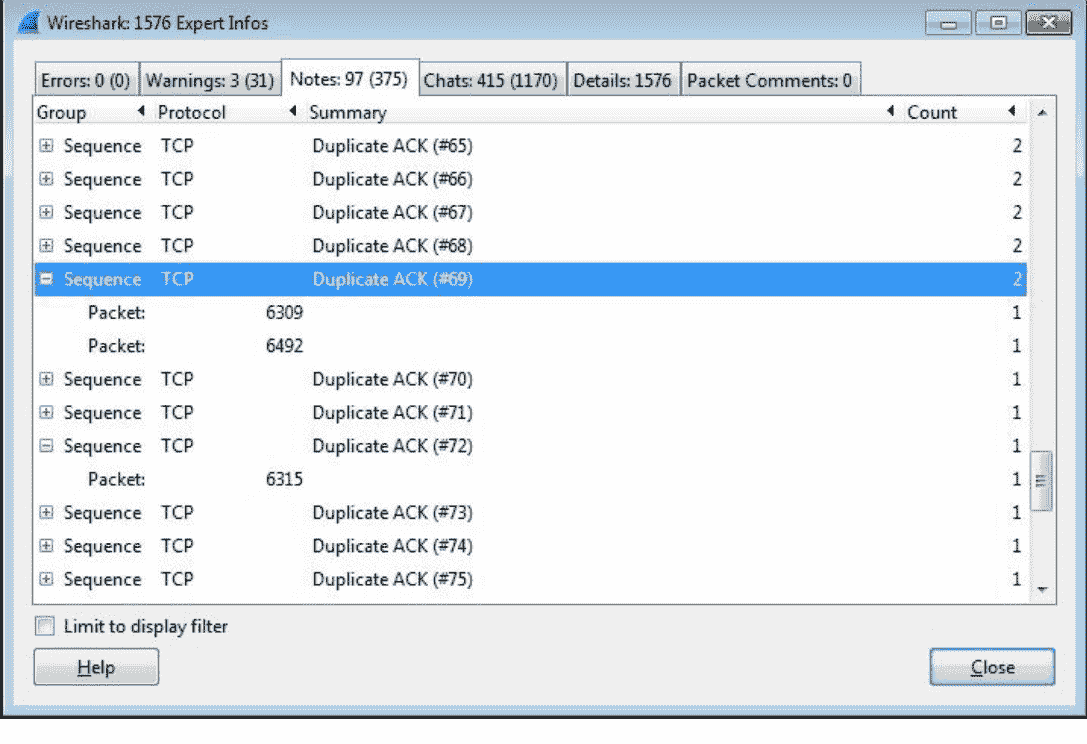 Wireshark: 1576 Expert Infos
Errors: 0 (0) Warnings: 3 (31) Notes: 97 (375) Chats: 415 (1170) Details: 1576 Packet Comments: 0
Group Protocol Summary Count
Sequence TCP Duplicate ACK (#65) 2
Sequence TCP Duplicate ACK (#66) 2
Sequence TCP Duplicate ACK (#67) 2
Sequence TCP Duplicate ACK (#68) 2
Sequence TCP Duplicate ACK (#69) 2
Packet: 6309 1
Packet: 6492 1
Sequence TCP Duplicate ACK (#70) 1
Sequence TCP Duplicate ACK (#71) 1
Sequence TCP Duplicate ACK (#72) 1
Packet: 6315 1
Sequence TCP Duplicate ACK (#73) 1
Sequence TCP Duplicate ACK (#74) 1
Sequence TCP Duplicate ACK (#75) 1
Limit to display filter
Help Close